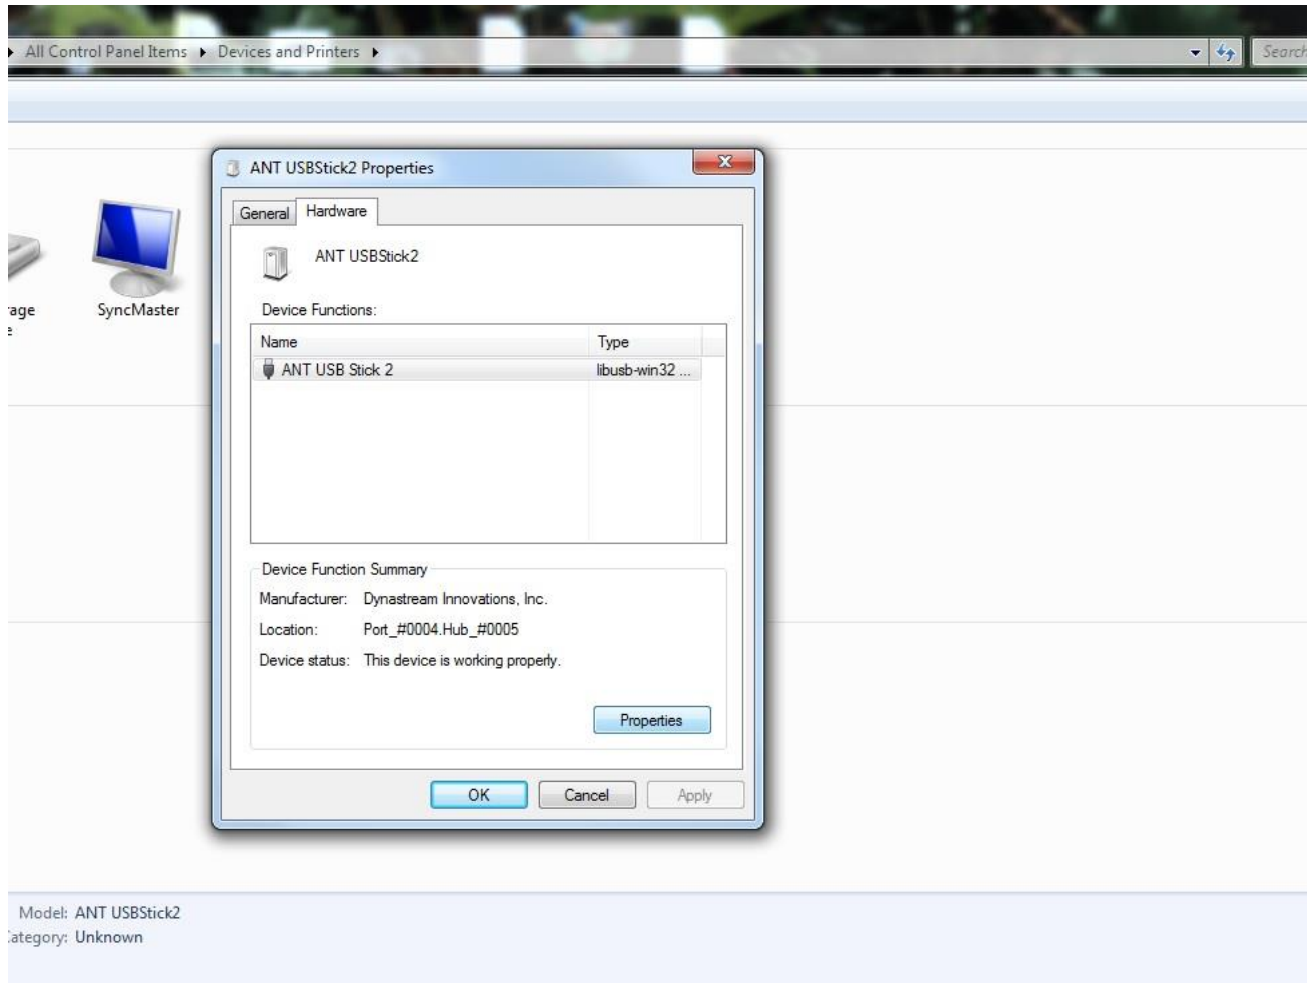 All Control Panel Items ▸ Devices and Printers ▸
Search
ANT USBStick2 Properties
General Hardware
ANT USBStick2
rage
SyncMaster
Device Functions:
Name Type
ANT USB Stick 2 libusb-win32 ...
Device Function Summary
Manufacturer: Dynastream Innovations, Inc.
Location: Port_#0004.Hub_#0005
Device status: This device is working properly.
Properties
OK Cancel Apply
Model: ANT USBStick2
ategory: Unknown